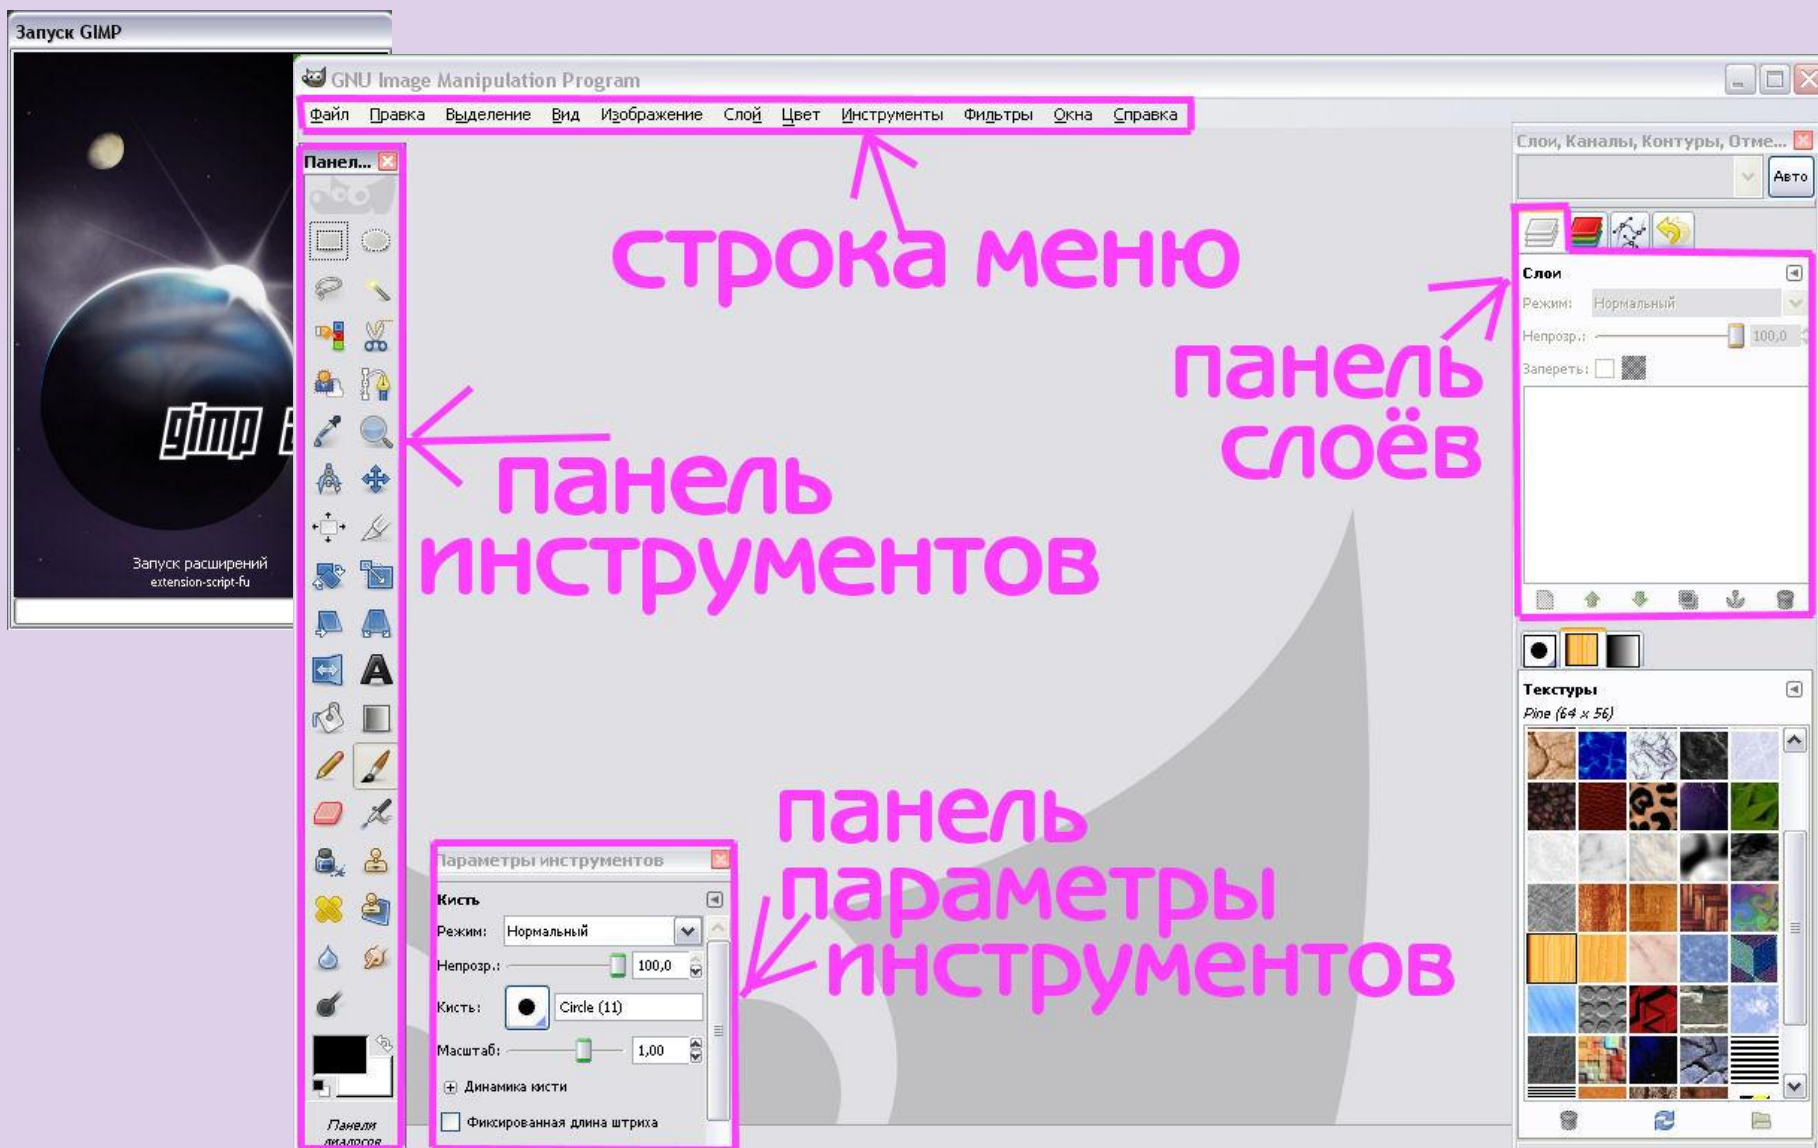 Запуск GIMP
gimp
Запуск расширений
extension-script-fu
GNU Image Manipulation Program
Файл Правка Выделение Вид Изображение Слой Цвет Инструменты Фильтры Окна Справка
Панел...
строка меню
панель
инструментов
Слои, Каналы, Контуры, Отме...
Авто
Слои
Режим: Нормальный
Непрозр.: 100,0
Запереть:
панель
слоёв
Текстуры
Pine (64 x 56)
панель
параметры
инструментов
Параметры инструментов
Кисть
Режим: Нормальный
Непрозр.: 100,0
Кисть: Circle (11)
Масштаб: 1,00
Динамика кисти
Фиксированная длина штриха
Панели
диалогов